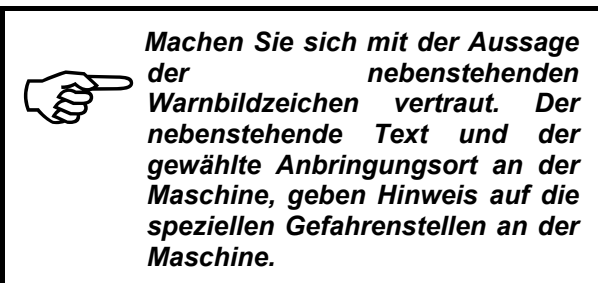 Machen Sie sich mit der Aussage
der nebenstehenden
Warnbildzeichen vertraut. Der
nebenstehende Text und der
gewählte Anbringungsort an der
Maschine, geben Hinweis auf die
speziellen Gefahrenstellen an der
Maschine.